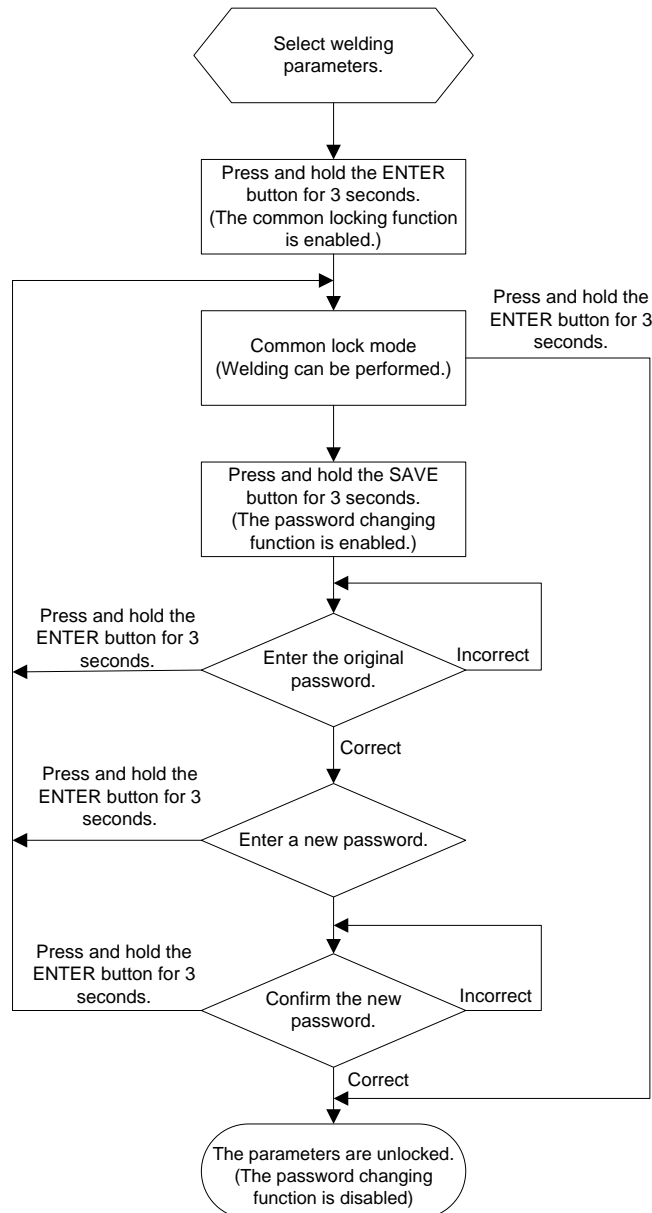 Select welding
parameters.
Press and hold the ENTER
button for 3 seconds.
(The common locking function
is enabled.)
Press and hold the
ENTER button for 3
seconds.
Common lock mode
(Welding can be performed.)
Press and hold the SAVE
button for 3 seconds.
(The password changing
function is enabled.)
Press and hold the
ENTER button for 3
seconds.
Enter the original
password.
Incorrect
Correct
Press and hold the
ENTER button for 3
seconds.
Enter a new password.
Press and hold the
ENTER button for 3
seconds.
Confirm the new
password.
Incorrect
Correct
The parameters are unlocked.
(The password changing
function is disabled)